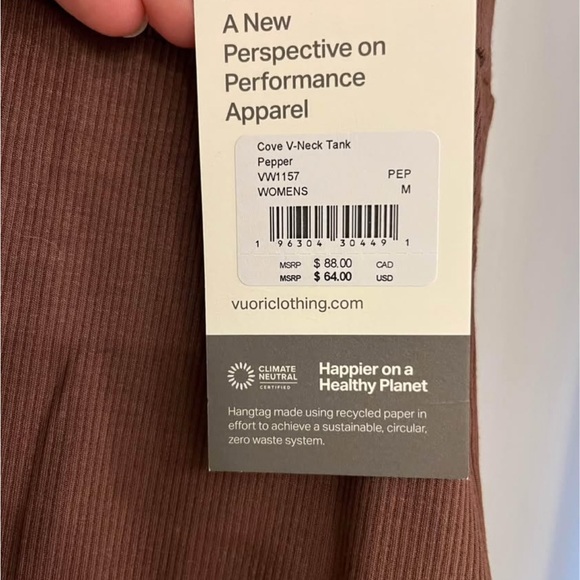 A New
Perspective on
Performance
Apparel
Cove V-Neck Tank
Pepper
VW1157 PEP
WOMENS M
1 96304 30449 1
MSRP $ 88.00 CAD
MSRP $ 64.00 USD
vuoriclothing.com
CLIMATE
NEUTRAL
CERTIFIED
Happier on a
Healthy Planet
Hangtag made using recycled paper in
effort to achieve a sustainable, circular,
zero waste system.